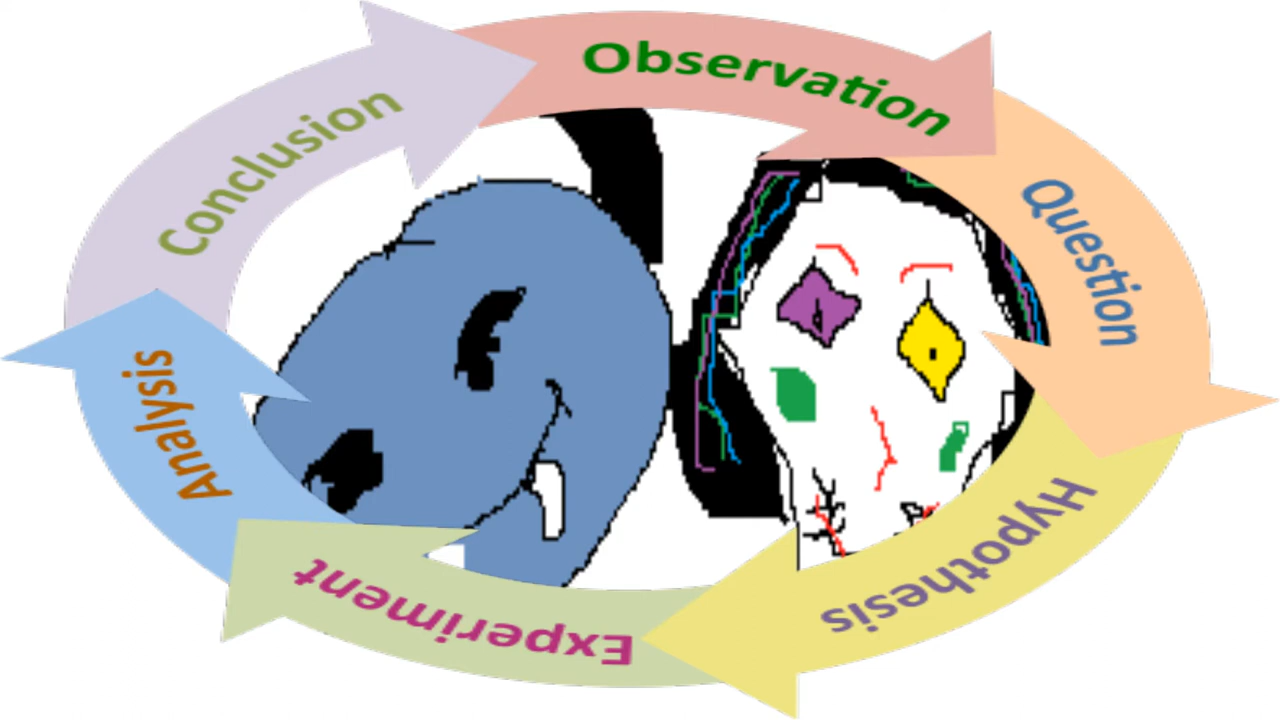 Observation
Question
Hypothesis
Experiment
Analysis
Conclusion